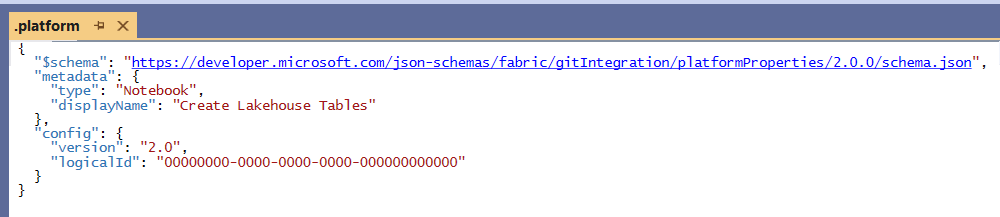 .platform
{
  "$schema": "https://developer.microsoft.com/json-schemas/fabric/gitIntegration/platformProperties/2.0.0/schema.json",
  "metadata": {
    "type": "Notebook",
    "displayName": "Create Lakehouse Tables"
  },
  "config": {
    "version": "2.0",
    "logicalId": "00000000-0000-0000-0000-000000000000"
  }
}